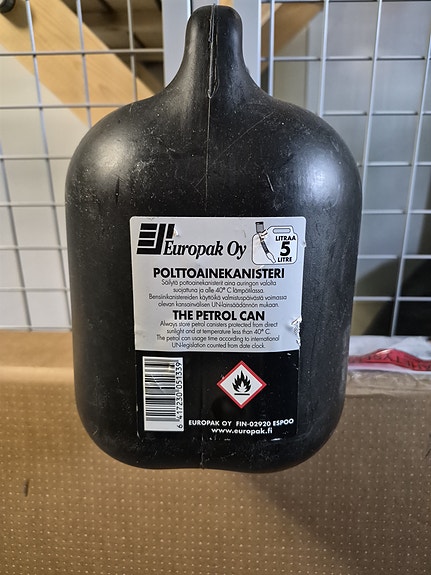 Europak Oy
LITRAA
5
LITRE
POLTTOAINEKANISTERI
Säilytä polttoainekanisterit aina auringon valolta
suojattuna ja alle 40° C lämpötilassa.
Bensiinikanistereiden käyttöikä valmistuspäivästä voimassa
olevan kansainvälisen UN-lainsäädännön mukaan.
THE PETROL CAN
Always store petrol canisters protected from direct
sunlight and at temperature less than 40° C.
The petrol can usage time according to international
UN-legislation counted from date clock.
6 417230 051339
EUROPAK OY FIN-02920 ESPOO
www.europak.fi